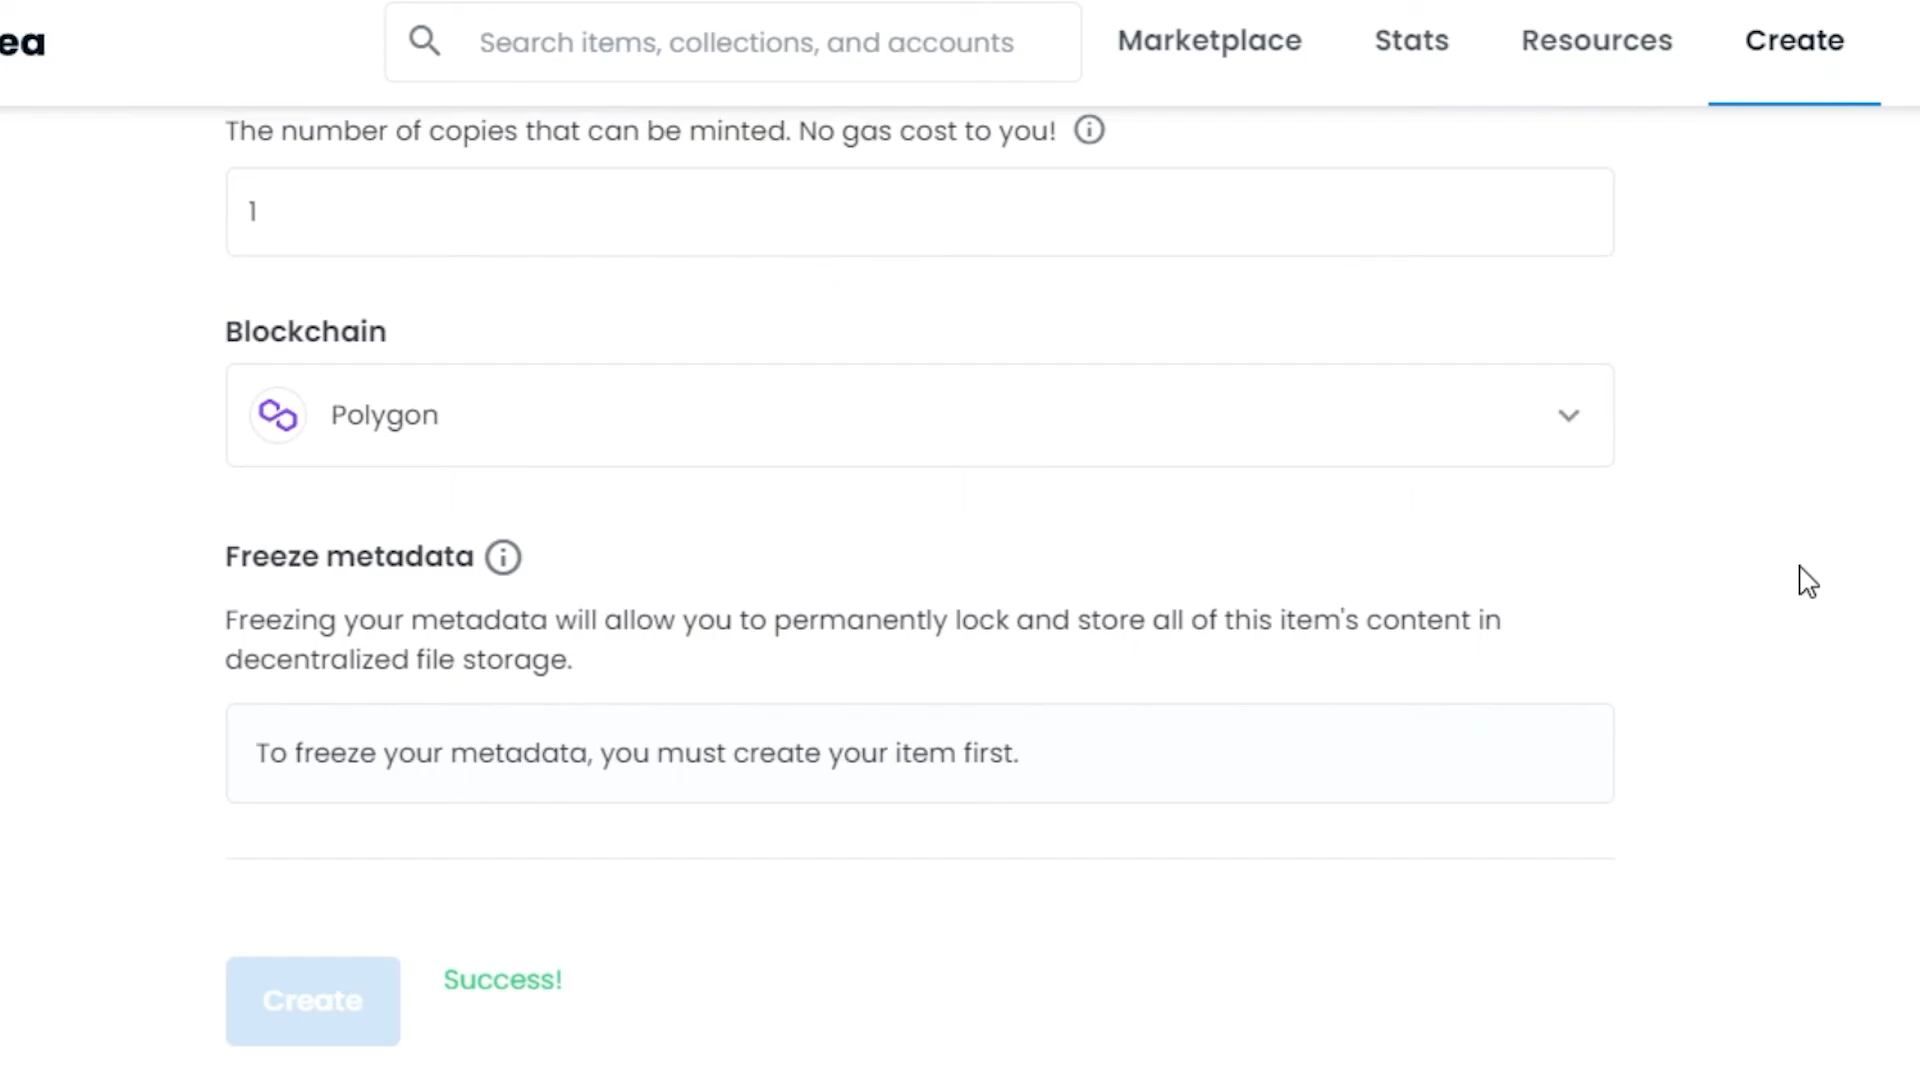 ea
Search items, collections, and accounts
Marketplace
Stats
Resources
Create
The number of copies that can be minted. No gas cost to you!
1
Blockchain
Polygon
Freeze metadata
Freezing your metadata will allow you to permanently lock and store all of this item's content in
decentralized file storage.
To freeze your metadata, you must create your item first.
Create
Success!